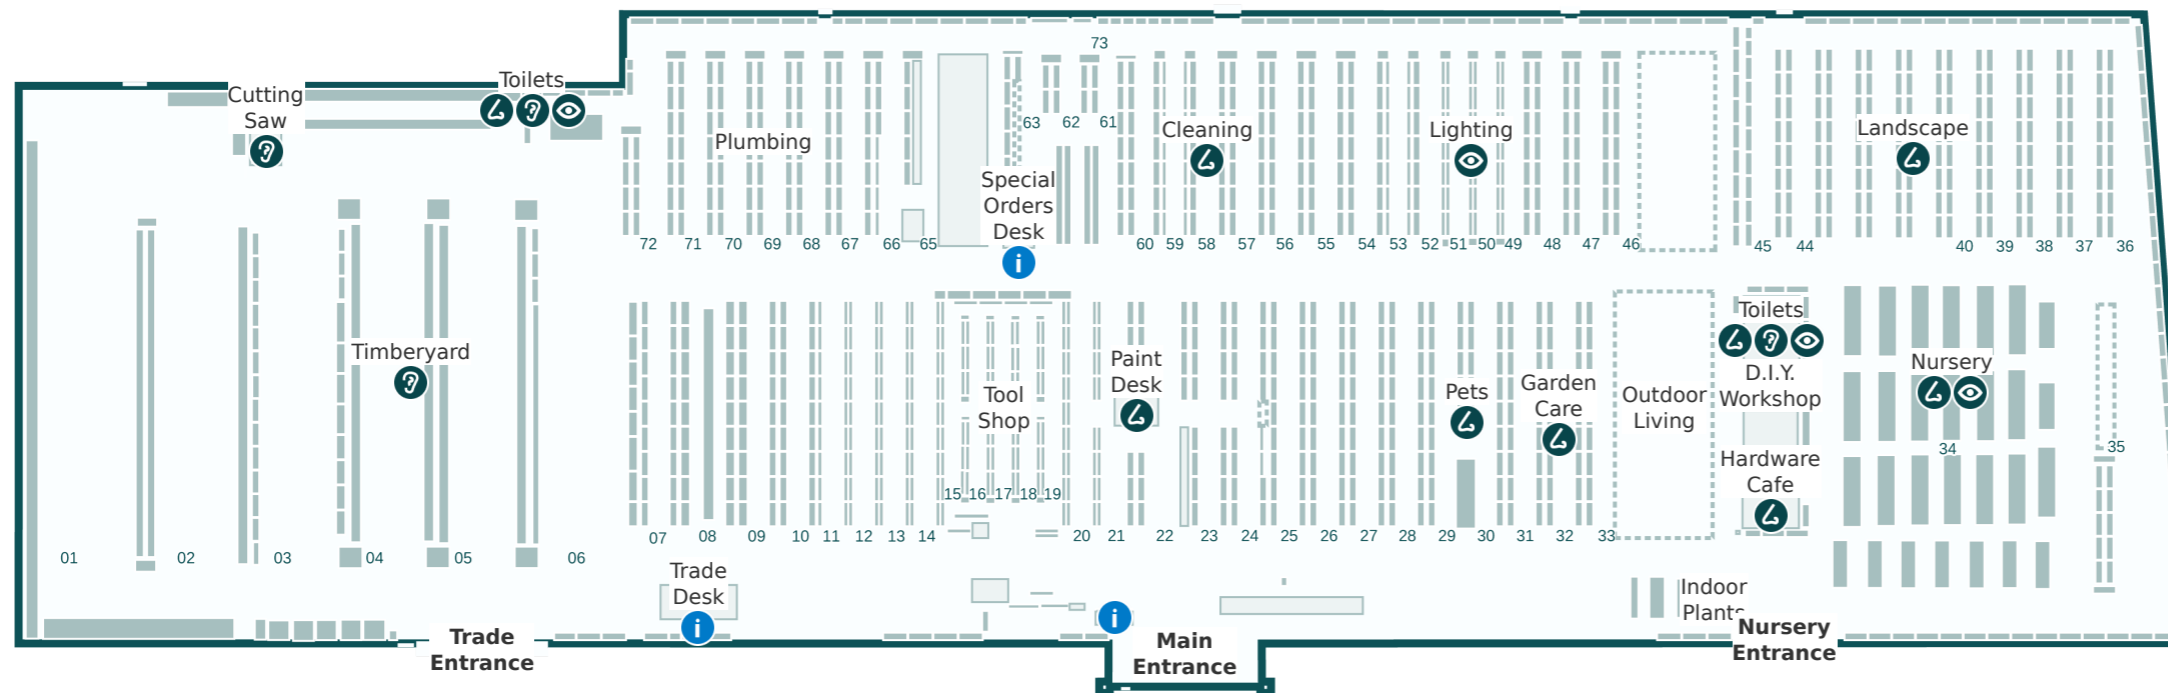 73
Toilets
Cutting
Saw
63 62 61
Plumbing
Cleaning
Lighting
Landscape
Special
Orders
Desk
72 71 70 69 68 67 66 65 60 59 58 57 56 55 54 53 52 51 50 49 48 47 46 45 44 40 39 38 37 36
i
Timberyard
Tool
Shop
Paint
Desk
Pets
Garden
Care
Outdoor
Living
Toilets
D.I.Y.
Workshop
Hardware
Cafe
Nursery
34
35
15 16 17 18 19
07 08 09 10 11 12 13 14 20 21 22 23 24 25 26 27 28 29 30 31 32 33
01 02 03 04 05 06
Trade
Desk
i
i
Indoor
Plants
Trade
Entrance
Main
Entrance
Nursery
Entrance